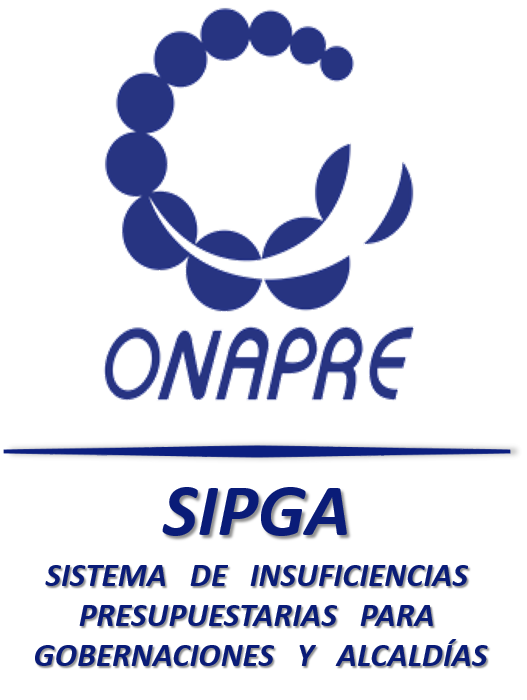 ONAPRE
SIPGA
SISTEMA DE INSUFICIENCIAS
PRESUPUESTARIAS PARA
GOBERNACIONES Y ALCALDÍAS